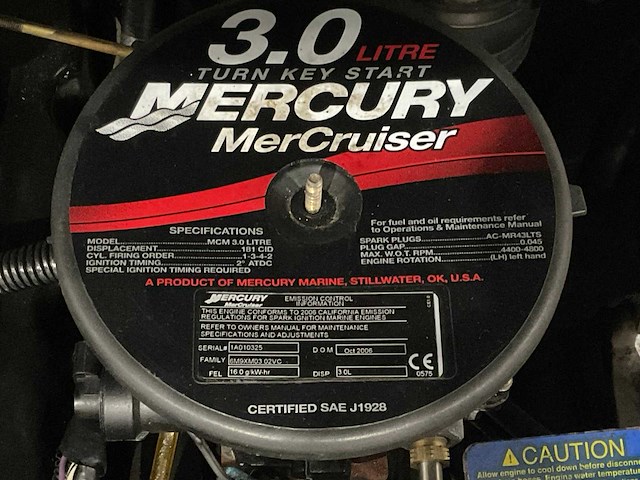 3.0 LITRE
TURN KEY START
MERCURY
MerCruiser
SPECIFICATIONS
MODEL....................MCM 3.0 LITRE
DISPLACEMENT....................181 CID
CYL. FIRING ORDER....................1-3-4-2
IGNITION TIMING....................2° ATDC
SPECIAL IGNITION TIMING REQUIRED
For fuel and oil requirements refer
to Operations & Maintenance Manual
SPARK PLUGS....................AC-MR43LTS
PLUG GAP....................0.045
MAX. W.O.T. RPM....................4400-4800
ENGINE ROTATION....................(LH) left hand
A PRODUCT OF MERCURY MARINE, STILLWATER, OK, U.S.A.
MERCURY
MerCruiser
EMISSION CONTROL
INFORMATION
THIS ENGINE CONFORMS TO 2006 CALIFORNIA EMISSION
REGULATIONS FOR SPARK IGNITION MARINE ENGINES
REFER TO OWNERS MANUAL FOR MAINTENANCE
SPECIFICATIONS AND ADJUSTMENTS
SERIAL# 1A010325 D O M Oct 2006
FAMILY 6M9XM03 02VC
FEL 16 0 g/kW-hr DISP 3 0L
CE
0575
CERTIFIED SAE J1928
CAUTION
Allow engine to cool down before disconn
hoses. Engine water temperatur